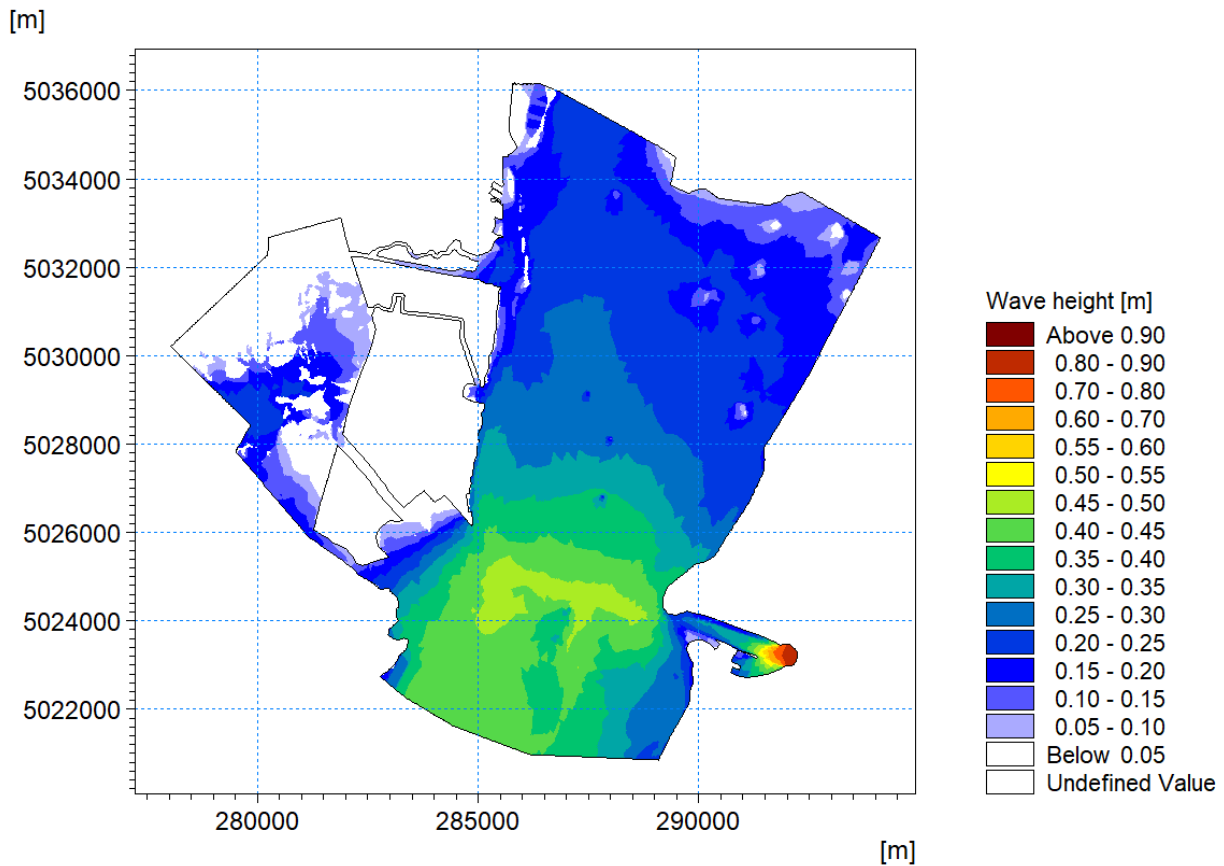 [m]
5036000
5034000
5032000
5030000
5028000
5026000
5024000
5022000
280000 285000 290000
[m]
Wave height [m]
Above 0.90
0.80 - 0.90
0.70 - 0.80
0.60 - 0.70
0.55 - 0.60
0.50 - 0.55
0.45 - 0.50
0.40 - 0.45
0.35 - 0.40
0.30 - 0.35
0.25 - 0.30
0.20 - 0.25
0.15 - 0.20
0.10 - 0.15
0.05 - 0.10
Below 0.05
Undefined Value